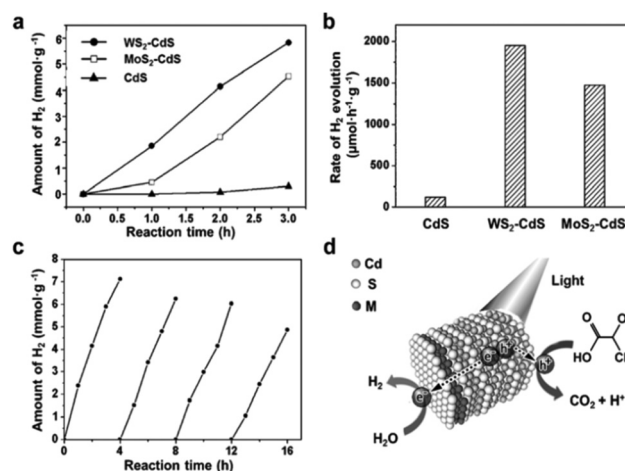 a
Amount of H₂ (mmol·g⁻¹)
6
5
4
3
2
1
0
WS₂-CdS
MoS₂-CdS
CdS
0.0 0.5 1.0 1.5 2.0 2.5 3.0
Reaction time (h)
b
Rate of H₂ evolution
(μmol·h⁻¹·g⁻¹)
2000
1500
1000
500
0
CdS WS₂-CdS MoS₂-CdS
c
Amount of H₂ (mmol·g⁻¹)
9
8
7
6
5
4
3
2
1
0
0 4 8 12 16
Reaction time (h)
d
Cd
S
M
Light
e⁻ h⁺
h⁺
e⁻
H₂
H₂O
O
HO
CO₂ + H⁺